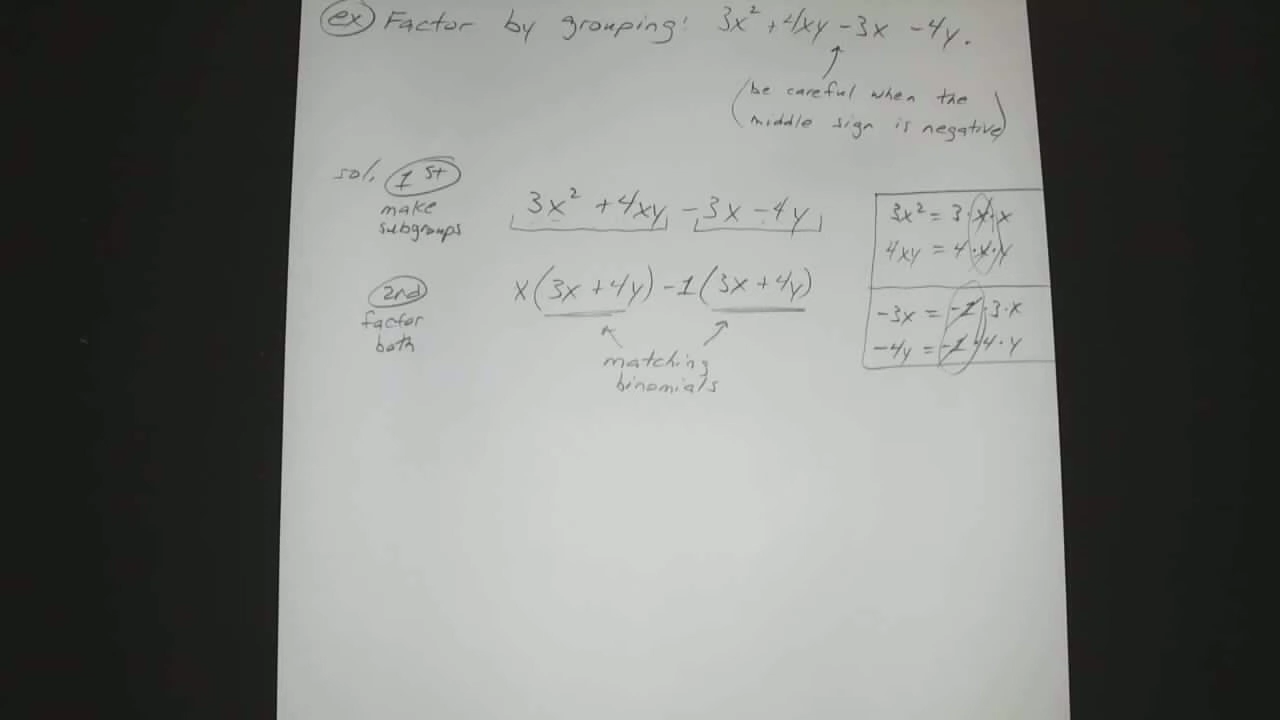 ex Factor by grouping: 3x² + 4xy - 3x - 4y.
(be careful when the
middle sign is negative)
sol. 1st
make
subgroups
3x² + 4xy - 3x - 4y
2nd
factor
both
x(3x + 4y) - 1(3x + 4y)
matching
binomials
3x² = 3·x·x
4xy = 4·x·y
-3x = -1·3·x
-4y = -1·4·y